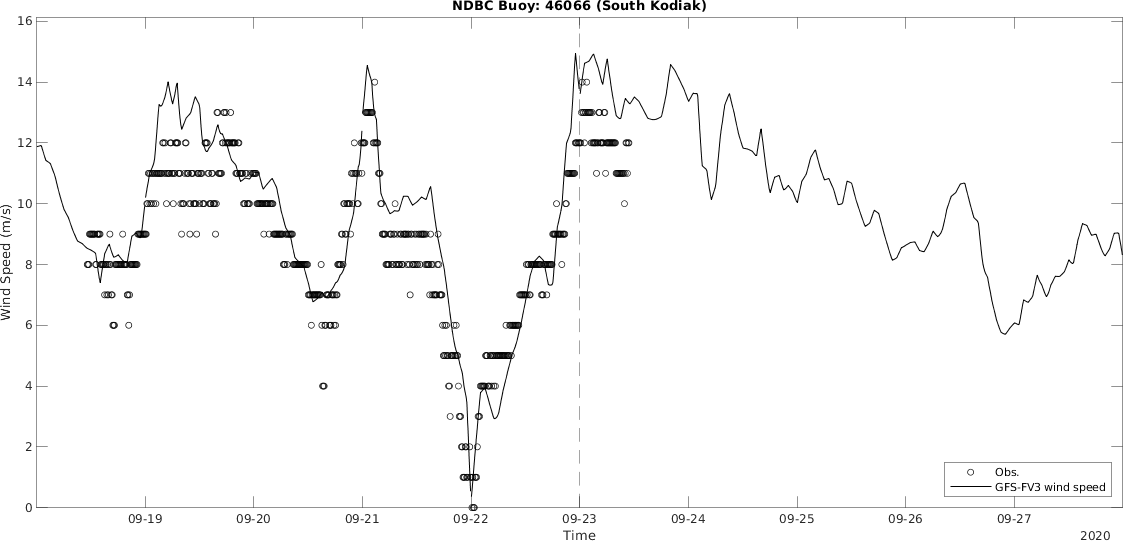 NDBC Buoy: 46066 (South Kodiak)
16
14
12
10
8
6
4
2
0
Wind Speed (m/s)
09-19 09-20 09-21 09-22 09-23 09-24 09-25 09-26 09-27
Time
2020
Obs.
GFS-FV3 wind speed